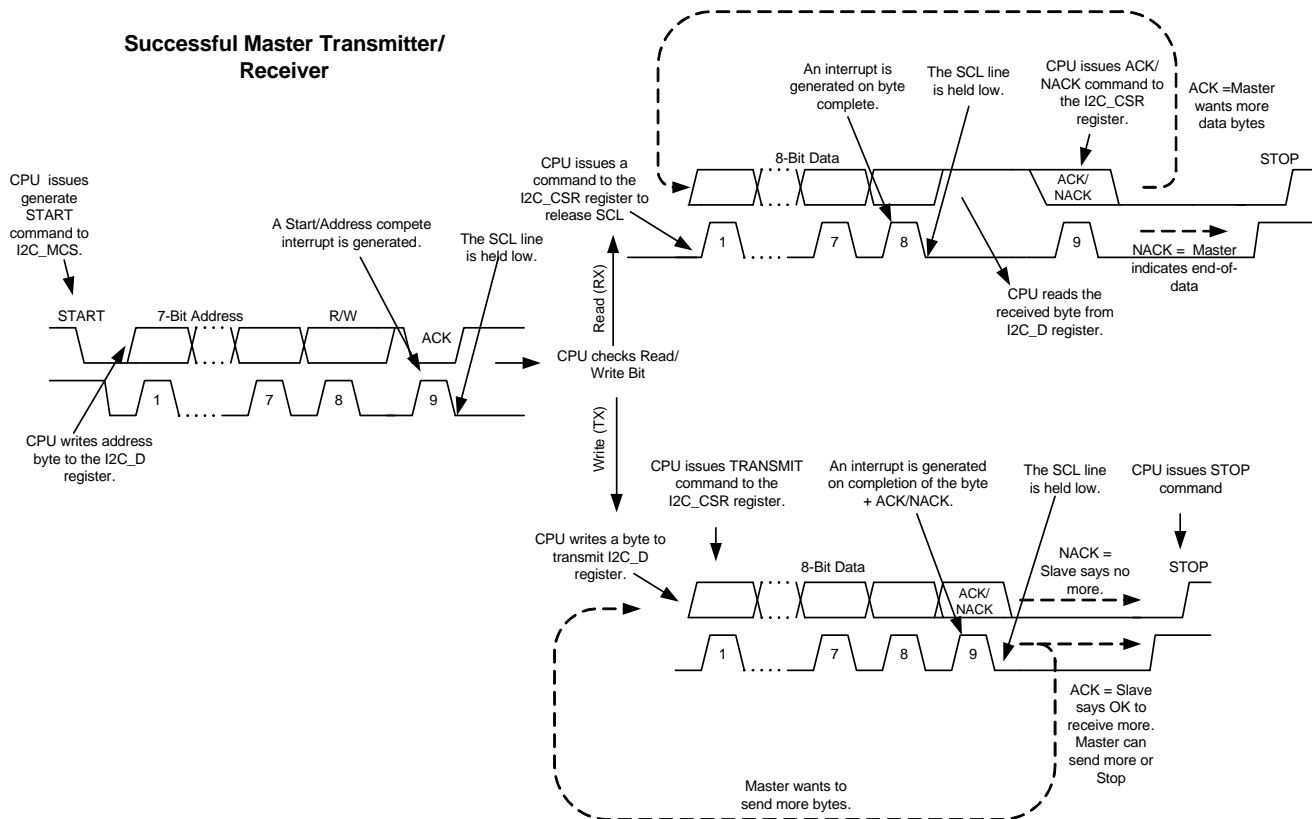 Successful Master Transmitter/
Receiver
CPU issues
generate
START
command to
I2C_MCS.
A Start/Address compete
interrupt is generated.
The SCL line
is held low.
START
7-Bit Address
R/W
ACK
1
7
8
9
CPU writes address
byte to the I2C_D
register.
CPU checks Read/
Write Bit
Read (RX)
Write (TX)
CPU issues a
command to the
I2C_CSR register to
release SCL
An interrupt is
generated on byte
complete.
The SCL line
is held low.
CPU issues ACK/
NACK command to
the I2C_CSR
register.
ACK =Master
wants more
data bytes
8-Bit Data
ACK/
NACK
STOP
1
7
8
9
NACK = Master
indicates end-of-
data
CPU reads the
received byte from
I2C_D register.
CPU issues TRANSMIT
command to the
I2C_CSR register.
An interrupt is generated
on completion of the byte
+ ACK/NACK.
The SCL line
is held low.
CPU issues STOP
command
CPU writes a byte to
transmit I2C_D
register.
8-Bit Data
ACK/
NACK
NACK =
Slave says no
more.
STOP
1
7
8
9
ACK = Slave
says OK to
receive more.
Master can
send more or
Stop
Master wants to
send more bytes.